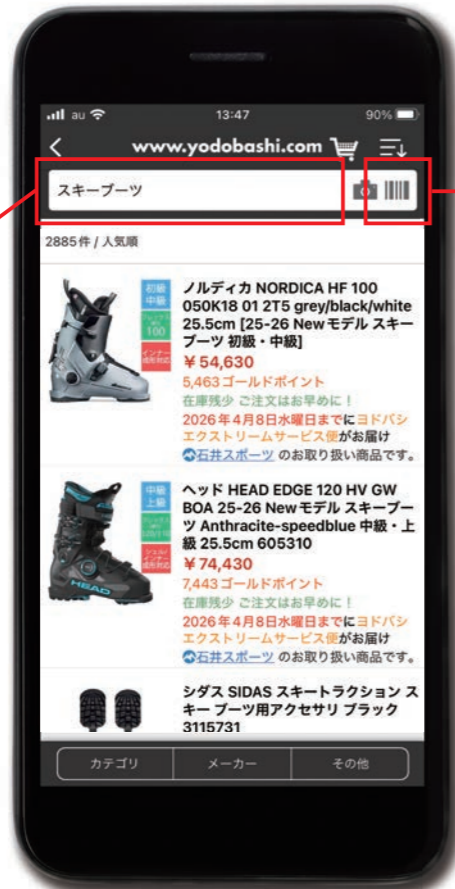 au
13:47
90%
www.yodobashi.com
スキーブーツ
2885件 / 人気順
初級
中級
100
インナー
成形対応
ノルディカ NORDICA HF 100
050K18 01 2T5 grey/black/white
25.5cm [25-26 Newモデル スキー
ブーツ 初級・中級]
￥54,630
5,463ゴールドポイント
在庫残少 ご注文はお早めに！
2026年4月8日水曜日までにヨドバシ
エクストリームサービス便がお届け
石井スポーツ のお取り扱い商品です。
中級
上級
シェル/
インナー
成形対応
HEAD
ヘッド HEAD EDGE 120 HV GW
BOA 25-26 Newモデル スキーブー
ツ Anthracite-speedblue 中級・上
級 25.5cm 605310
￥74,430
7,443ゴールドポイント
在庫残少 ご注文はお早めに！
2026年4月8日水曜日までにヨドバシ
エクストリームサービス便がお届け
石井スポーツ のお取り扱い商品です。
シダス SIDAS スキートラクション ス
キー ブーツ用アクセサリ ブラック
3115731
カテゴリ
メーカー
その他